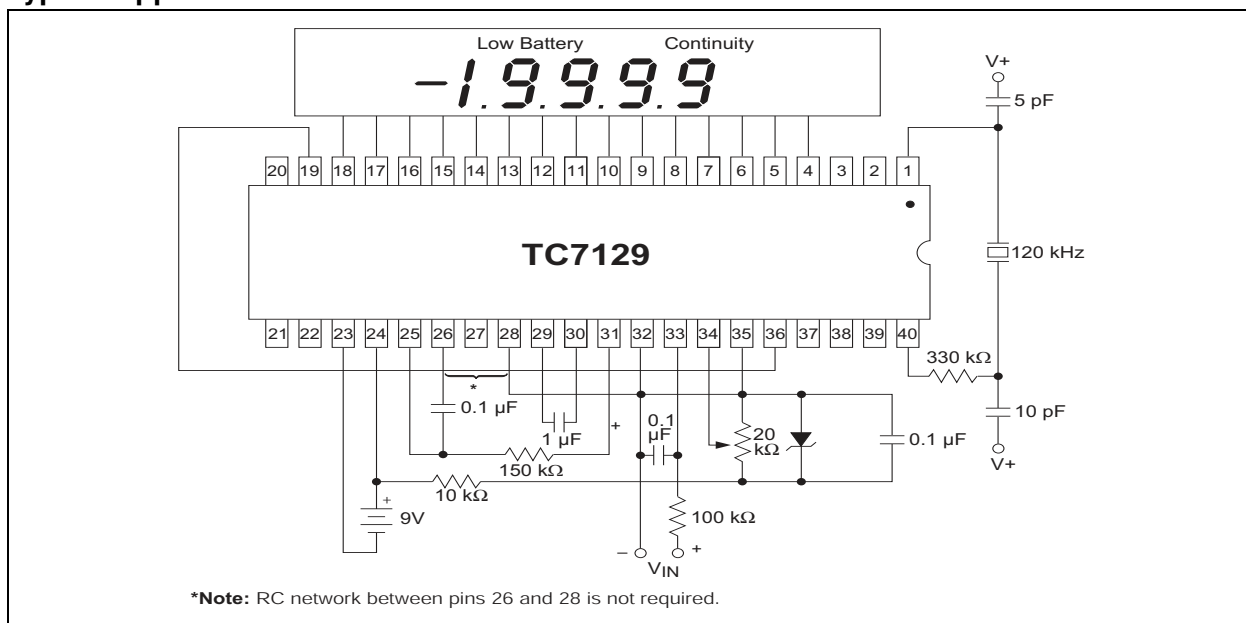 Low Battery Continuity
-1.9.9.9.9
V+
5 pF
20 19 18 17 16 15 14 13 12 11 10 9 8 7 6 5 4 3 2 1
TC7129
120 kHz
21 22 23 24 25 26 27 28 29 30 31 32 33 34 35 36 37 38 39 40
330 kΩ
*
0.1 µF
1 µF
+
0.1
µF
20
kΩ
0.1 µF
10 pF
V+
150 kΩ
10 kΩ
+
9V
100 kΩ
– +
VIN
*Note: RC network between pins 26 and 28 is not required.